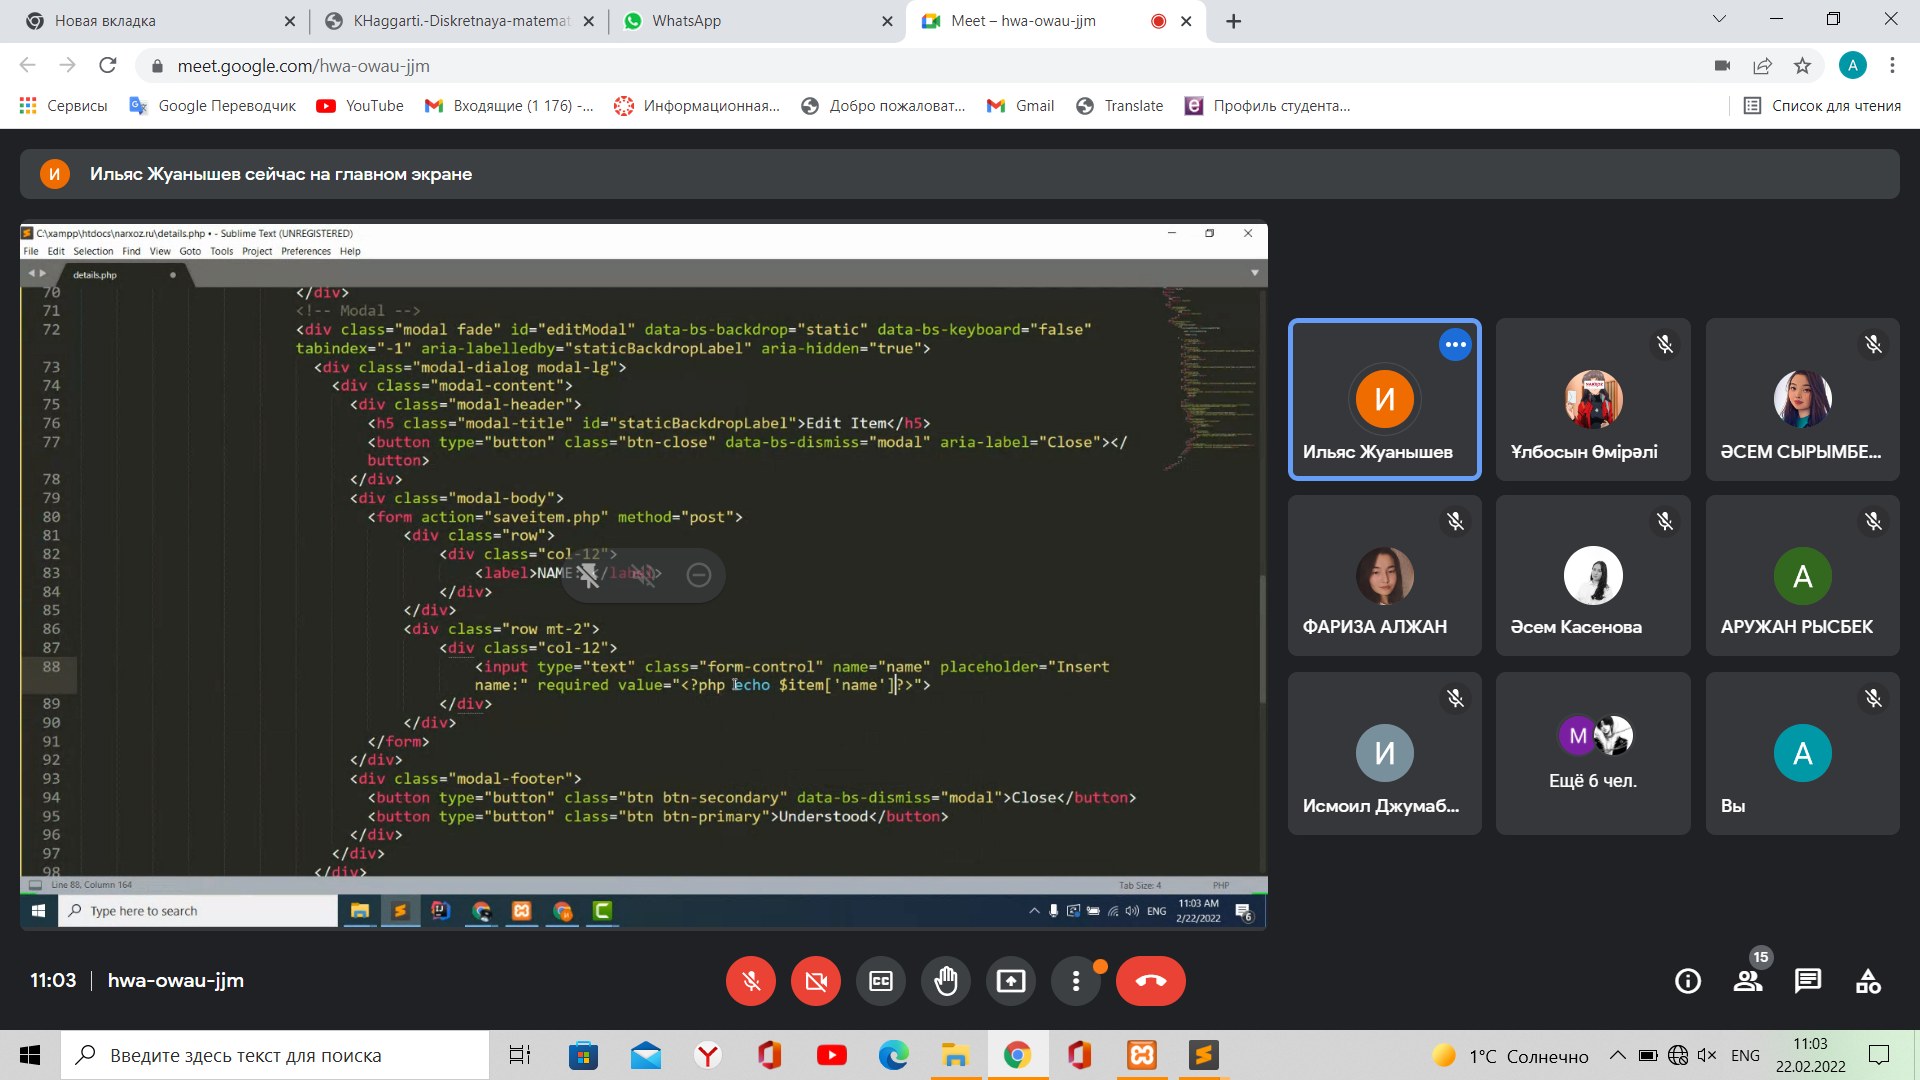 Новая вкладка
KHaggarti.-Diskretnaya-matemat
WhatsApp
Meet – hwa-owau-jjm
meet.google.com/hwa-owau-jjm
A
Сервисы
Google Переводчик
YouTube
Входящие (1 176) -...
Информационная...
Добро пожаловат...
Gmail
Translate
Профиль студента...
Список для чтения
И
Ильяс Жуанышев сейчас на главном экране
C:\xampp\htdocs\narxoz.ru\details.php • - Sublime Text (UNREGISTERED)
File Edit Selection Find View Goto Tools Project Preferences Help
details.php
70 </div>
71 <!-- Modal -->
72 <div class="modal fade" id="editModal" data-bs-backdrop="static" data-bs-keyboard="false"
tabindex="-1" aria-labelledby="staticBackdropLabel" aria-hidden="true">
73 <div class="modal-dialog modal-lg">
74 <div class="modal-content">
75 <div class="modal-header">
76 <h5 class="modal-title" id="staticBackdropLabel">Edit Item</h5>
77 <button type="button" class="btn-close" data-bs-dismiss="modal" aria-label="Close"></
button>
78 </div>
79 <div class="modal-body">
80 <form action="saveitem.php" method="post">
81 <div class="row">
82 <div class="col-12">
83 <label>NAME: </label>
84 </div>
85 </div>
86 <div class="row mt-2">
87 <div class="col-12">
88 <input type="text" class="form-control" name="name" placeholder="Insert
name:" required value="<?php echo $item['name']?>">
89 </div>
90 </div>
91 </form>
92 </div>
93 <div class="modal-footer">
94 <button type="button" class="btn btn-secondary" data-bs-dismiss="modal">Close</button>
95 <button type="button" class="btn btn-primary">Understood</button>
96 </div>
97 </div>
98 </div>
Line 88, Column 164
Tab Size: 4
PHP
Type here to search
ENG
11:03 AM
2/22/2022
6
И
Ильяс Жуанышев
Ұлбосын Өмірәлі
ӘСЕМ СЫРЫМБЕ...
ФАРИЗА АЛЖАН
Әсем Касенова
А
АРУЖАН РЫСБЕК
И
Исмоил Джумаб...
M
Ещё 6 чел.
A
Вы
11:03
hwa-owau-jjm
15
Введите здесь текст для поиска
1°C Солнечно
ENG
11:03
22.02.2022